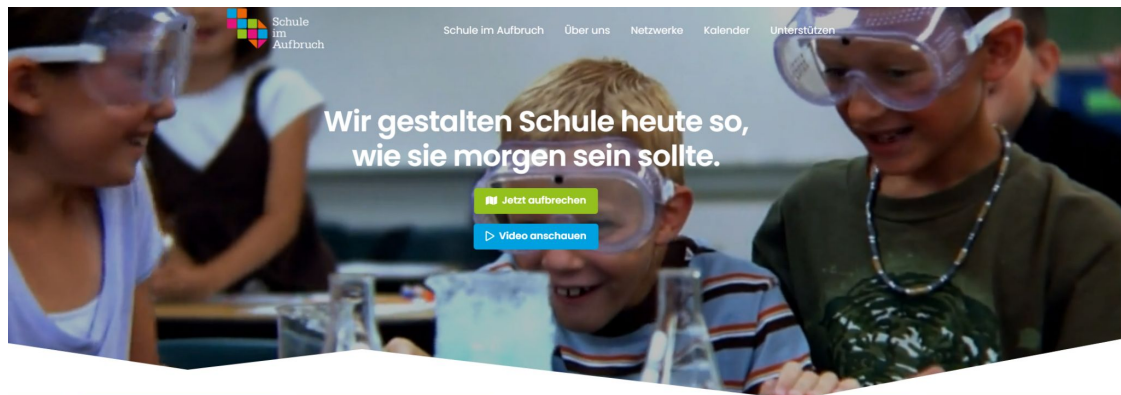 Schule
im
Aufbruch
Schule im Aufbruch Über uns Netzwerke Kalender Unterstützen
Wir gestalten Schule heute so,
wie sie morgen sein sollte.
Jetzt aufbrechen
Video anschauen